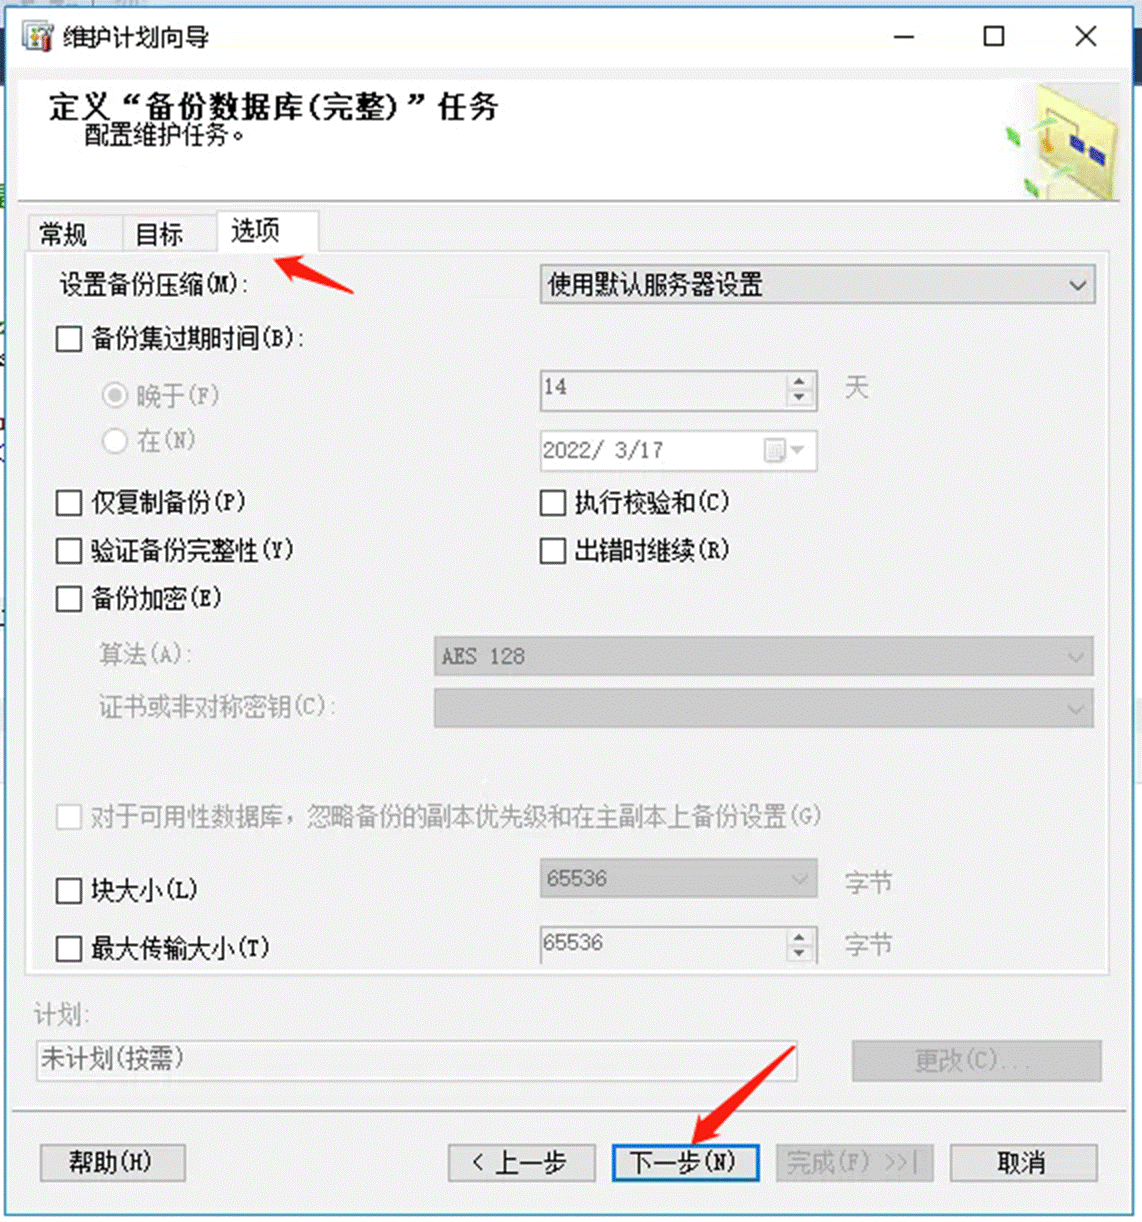 维护计划向导
定义“备份数据库(完整)”任务
配置维护任务。
常规 目标 选项
设置备份压缩(M): 使用默认服务器设置
备份集过期时间(B):
晚于(F) 14 天
在(N) 2022/ 3/17
仅复制备份(P) 执行校验和(C)
验证备份完整性(Y) 出错时继续(R)
备份加密(E)
算法(A): AES 128
证书或非对称密钥(C):
对于可用性数据库，忽略备份的副本优先级和在主副本上备份设置(G)
块大小(L) 65536 字节
最大传输大小(T) 65536 字节
计划:
未计划(按需) 更改(C)...
帮助(H) < 上一步 下一步(N) 完成(F) >>| 取消